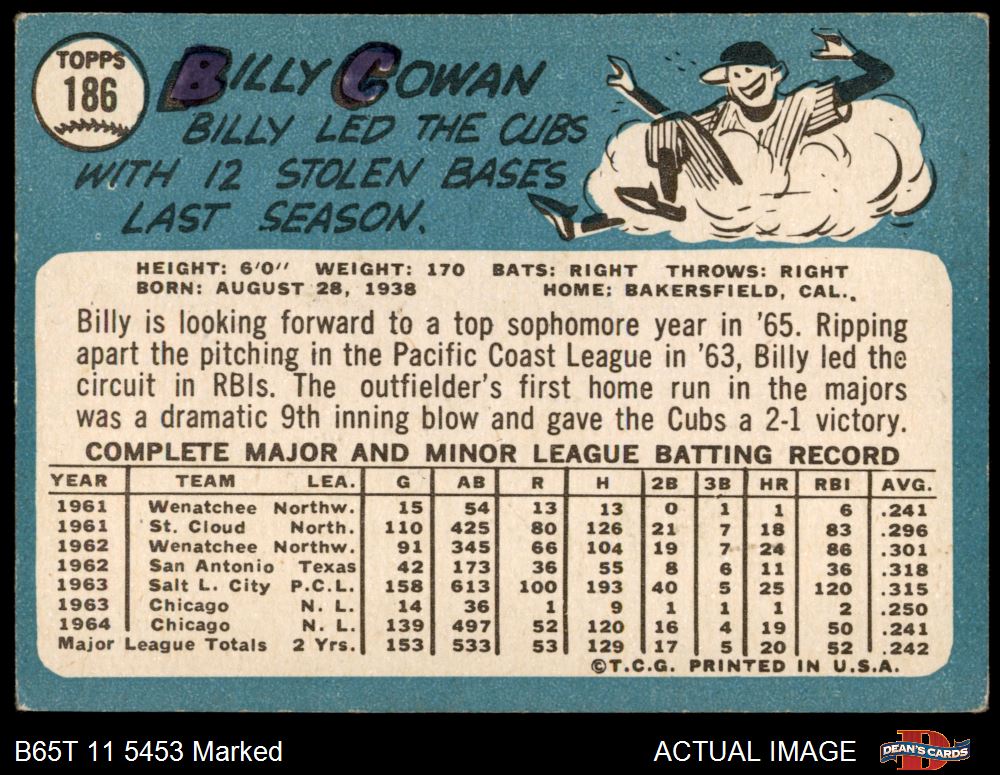 TOPPS
186
BILLY COWAN
BILLY LED THE CUBS
WITH 12 STOLEN BASES
LAST SEASON.
HEIGHT: 6'0" WEIGHT: 170 BATS: RIGHT THROWS: RIGHT
BORN: AUGUST 28, 1938 HOME: BAKERSFIELD, CAL.
Billy is looking forward to a top sophomore year in '65. Ripping
apart the pitching in the Pacific Coast League in '63, Billy led the
circuit in RBIs. The outfielder's first home run in the majors
was a dramatic 9th inning blow and gave the Cubs a 2-1 victory.
COMPLETE MAJOR AND MINOR LEAGUE BATTING RECORD
YEAR TEAM LEA. G AB R H 2B 3B HR RBI AVG.
1961 Wenatchee Northw. 15 54 13 13 0 1 1 6 .241
1961 St. Cloud North. 110 425 80 126 21 7 18 83 .296
1962 Wenatchee Northw. 91 345 66 104 19 7 24 86 .301
1962 San Antonio Texas 42 173 36 55 8 6 11 36 .318
1963 Salt L. City P.C.L. 158 613 100 193 40 5 25 120 .315
1963 Chicago N. L. 14 36 1 9 1 1 1 2 .250
1964 Chicago N. L. 139 497 52 120 16 4 19 50 .241
Major League Totals 2 Yrs. 153 533 53 129 17 5 20 52 .242
©T.C.G. PRINTED IN U.S.A.
B65T 11 5453 Marked ACTUAL IMAGE DEAN'S CARDS